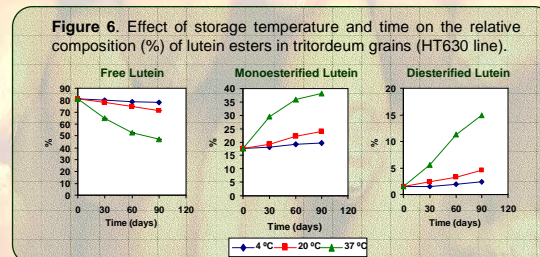 Figure 6. Effect of storage temperature and time on the relative
composition (%) of lutein esters in tritordeum grains (HT630 line).
Free Lutein
90
80
70
60
50
40
30
20
10
0
%
0 30 60 90 120
Time (days)
Monoesterified Lutein
40
35
30
25
20
15
10
5
0
%
0 30 60 90 120
Time (days)
Diesterified Lutein
20
15
10
5
0
%
0 30 60 90 120
Time (days)
4 ºC 20 ºC 37 ºC